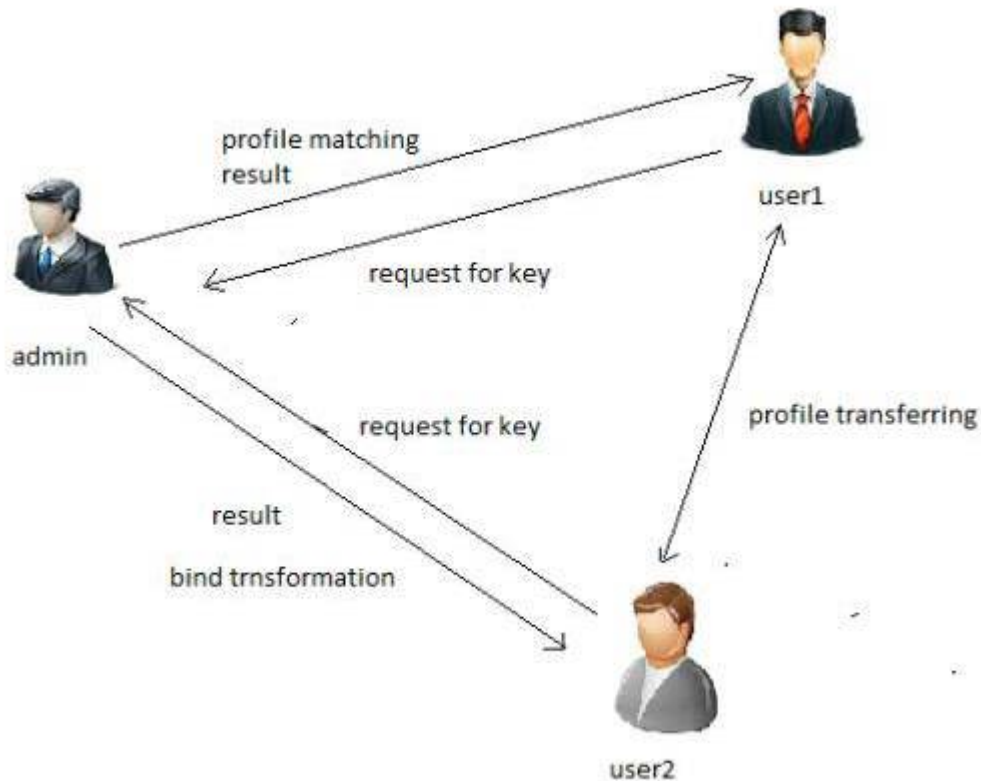 profile matching
result
user1
request for key
admin
request for key
profile transferring
result
bind trnsformation
user2